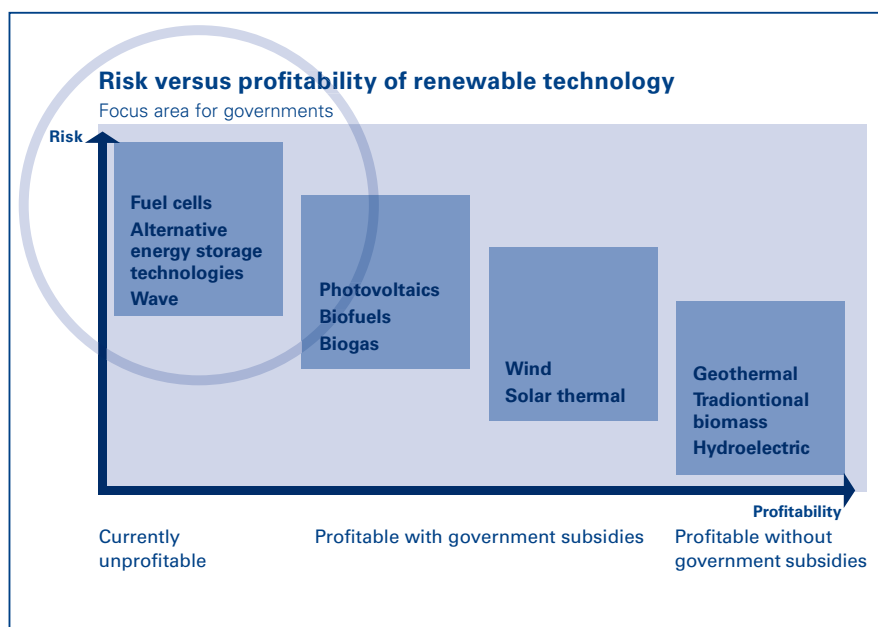 Risk versus profitability of renewable technology
Focus area for governments
Risk
Fuel cells
Alternative
energy storage
technologies
Wave
Photovoltaics
Biofuels
Biogas
Wind
Solar thermal
Geothermal
Tradiontional
biomass
Hydroelectric
Profitability
Currently
unprofitable
Profitable with government subsidies
Profitable without
government subsidies